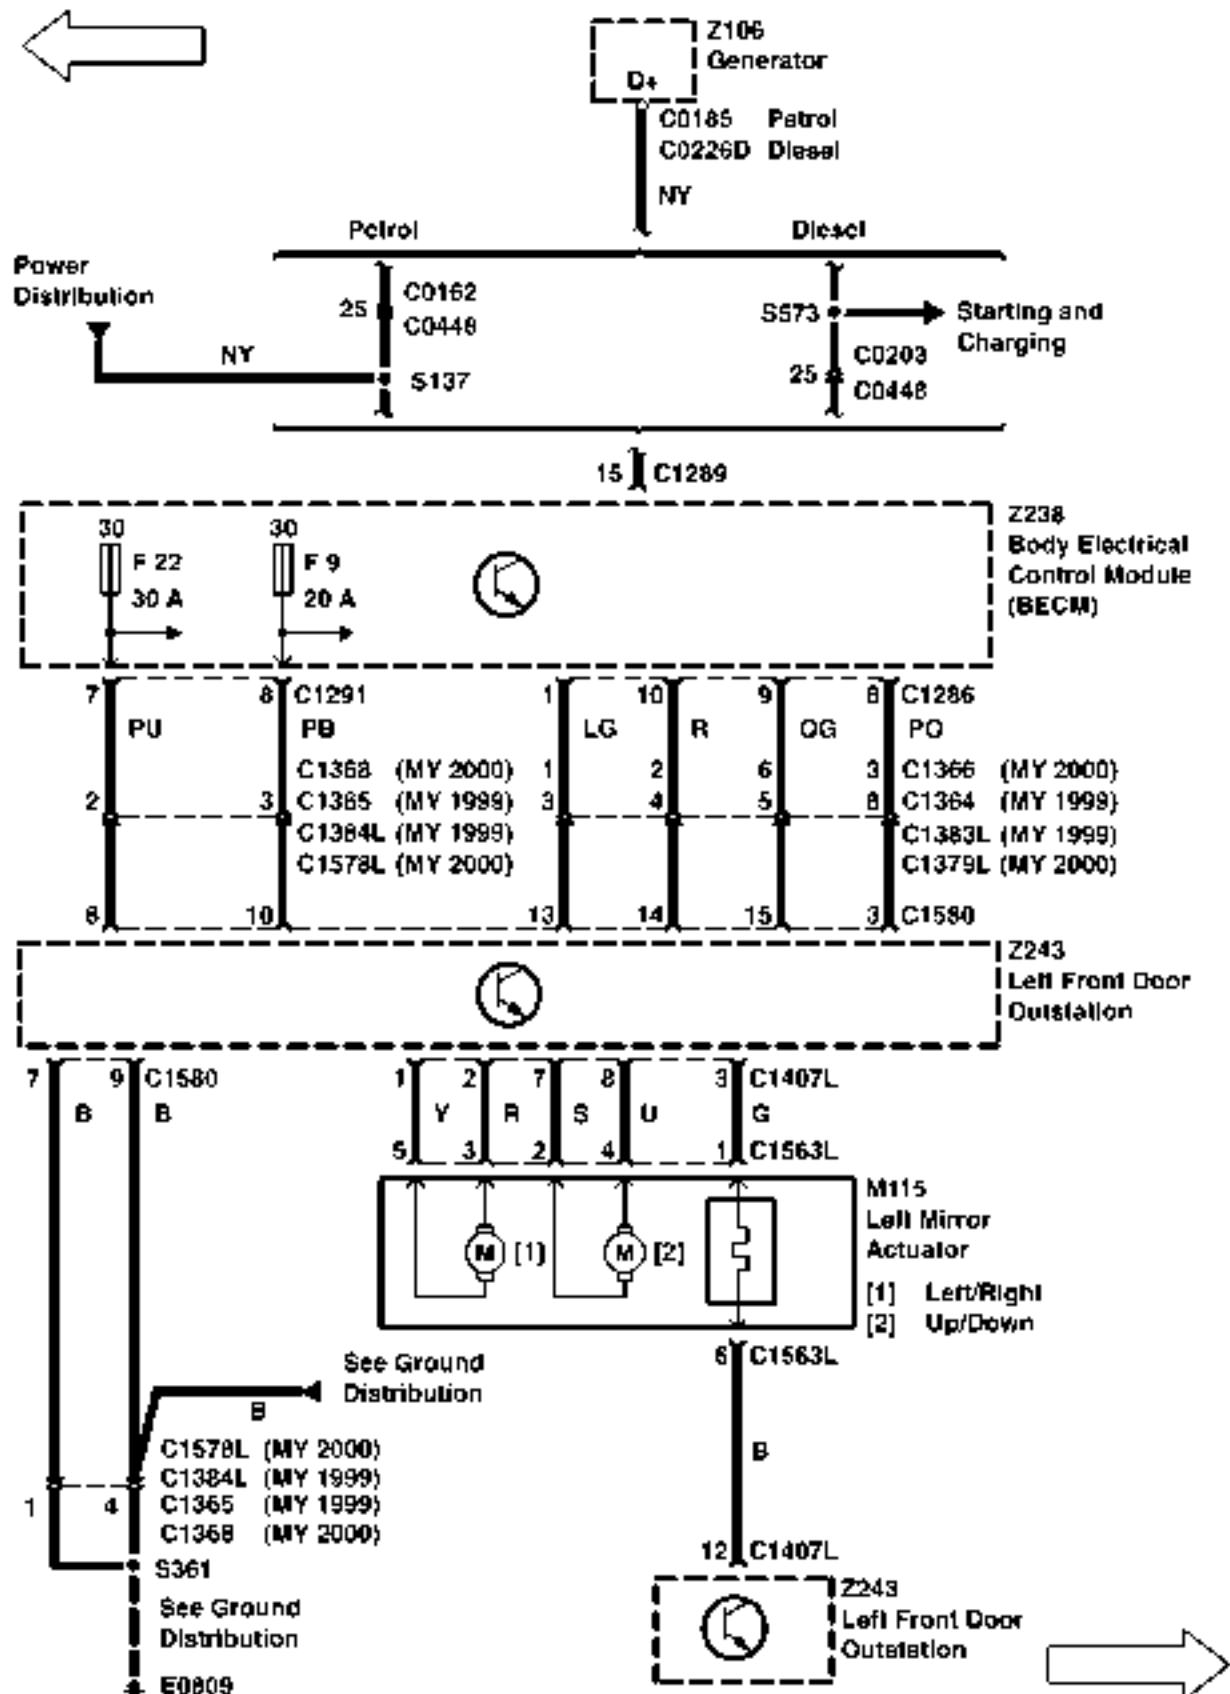 Z106
Generator
D+
C0185 Petrol
C0226D Diesel
NY
Petrol
Diesel
Power
Distribution
25
C0162
C0448
S573
Starting and
Charging
NY
S137
25
C0203
C0448
15 C1289
Z238
Body Electrical
Control Module
(BECM)
30
F 22
30 A
30
F 9
20 A
7 8 C1291 1 10 9 8 C1286
PU PB LG R OG PO
C1368 (MY 2000) 1 2 6 3 C1366 (MY 2000)
2 3 C1365 (MY 1999) 3 4 5 8 C1364 (MY 1999)
C1384L (MY 1999) C1383L (MY 1999)
C1578L (MY 2000) C1379L (MY 2000)
6 10 13 14 15 3 C1580
Z243
Left Front Door
Outstation
7 9 C1580 1 2 7 8 3 C1407L
B B Y R S U G
5 3 2 4 1 C1563L
M115
Left Mirror
Actuator
M [1] M [2]
[1] Left/Right
[2] Up/Down
6 C1563L
See Ground
Distribution
B
B
C1578L (MY 2000)
C1384L (MY 1999)
1 4 C1365 (MY 1999)
C1368 (MY 2000)
12 C1407L
S361
See Ground
Distribution
Z243
Left Front Door
Outstation
E0809